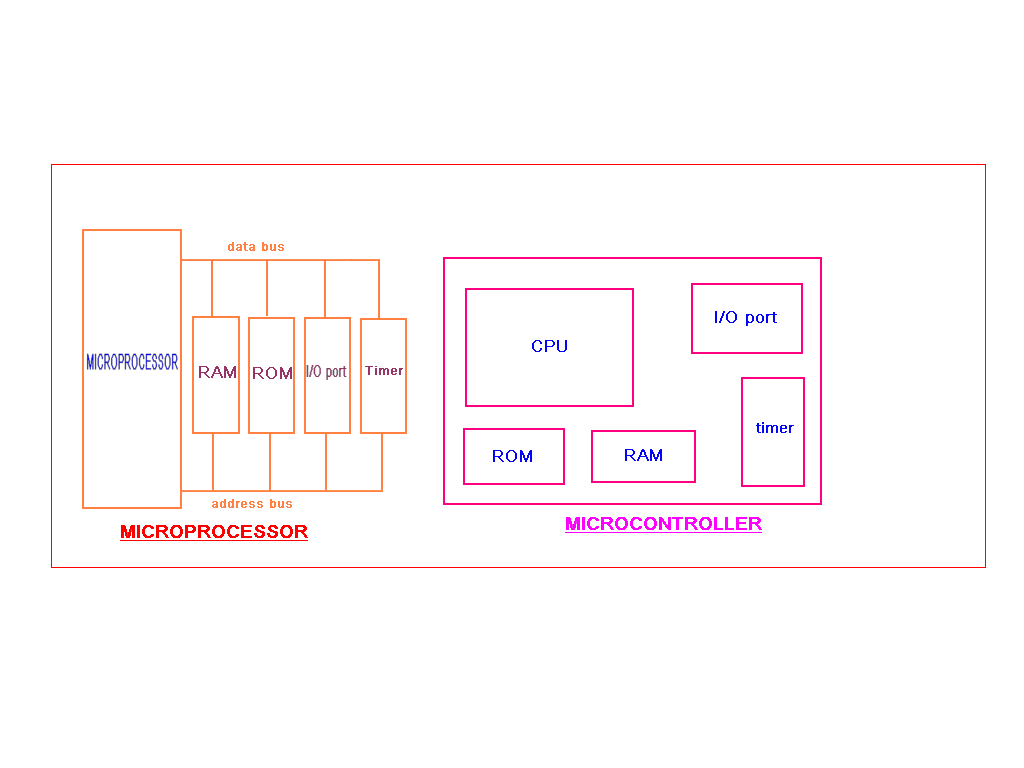 data bus
MICROPROCESSOR
RAM
ROM
I/O port
Timer
address bus
MICROPROCESSOR
CPU
I/O port
timer
ROM
RAM
MICROCONTROLLER